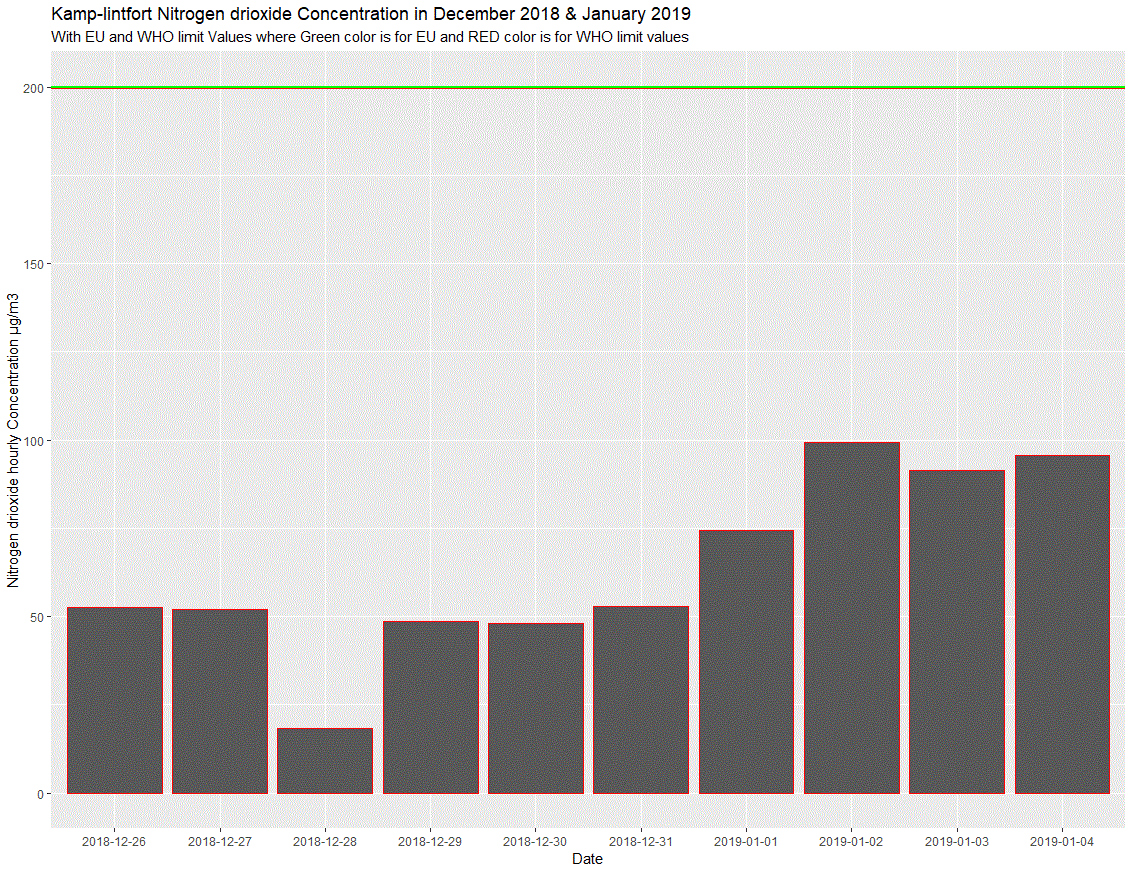 Kamp-lintfort Nitrogen drioxide Concentration in December 2018 & January 2019
With EU and WHO limit Values where Green color is for EU and RED color is for WHO limit values
Nitrogen drioxide hourly Concentration µg/m3
200
150
100
50
0
2018-12-26 2018-12-27 2018-12-28 2018-12-29 2018-12-30 2018-12-31 2019-01-01 2019-01-02 2019-01-03 2019-01-04
Date